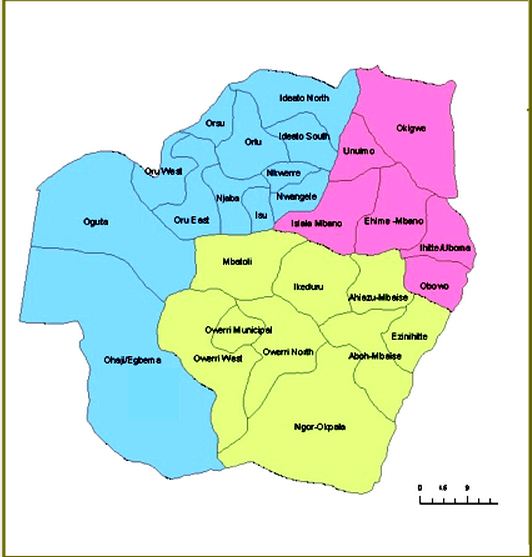 Ideato North
Orsu
Okigwe
Ideato South
Orlu
Unuimo
Oru West
Nkwerre
Njaba
Nwangele
Isu
Oru East
Oguta
Isiala Mbano
Ehime -Mbano
Ihitte/Uboma
Mbatoli
Ikeduru
Obowo
Ahiazu-Mbaise
Owerri Municipal
Ezinihitte
Owerri North
Owerri West
Aboh-Mbaise
Ohaji/Egbema
Ngor-Okpala
0 4.5 9